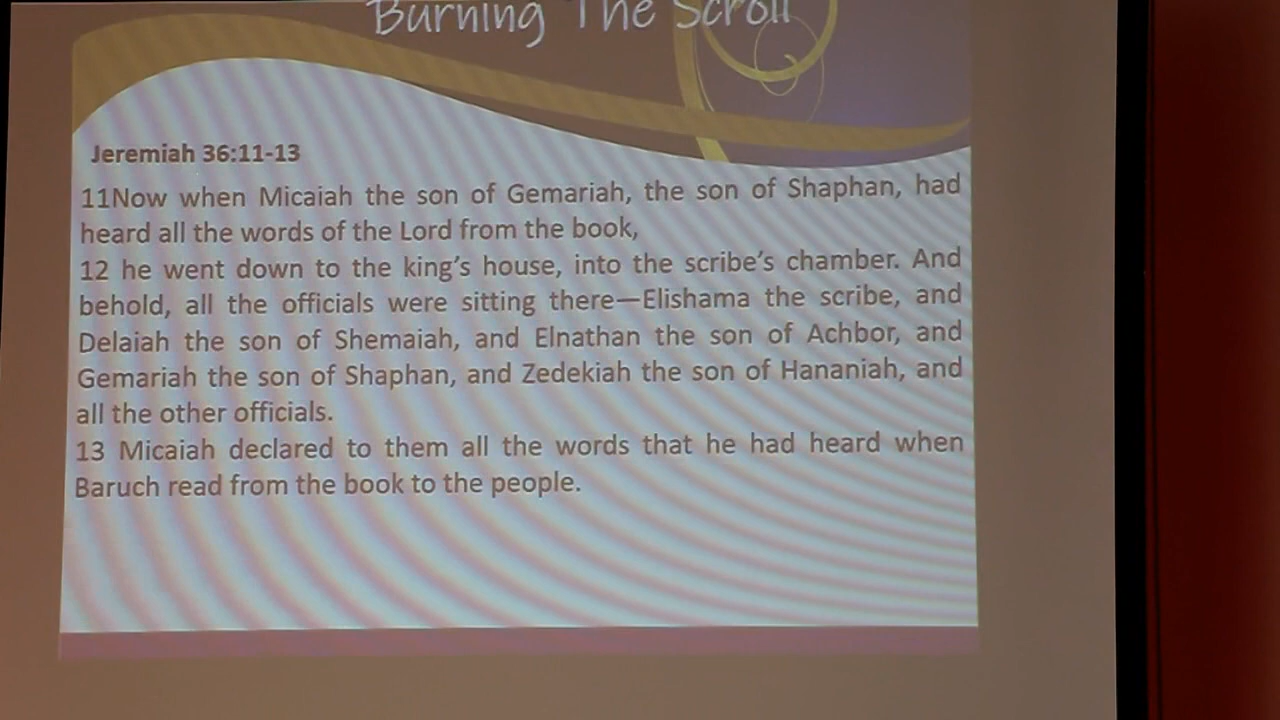 Burning The Scroll
Jeremiah 36:11-13
11Now when Micaiah the son of Gemariah, the son of Shaphan, had
heard all the words of the Lord from the book,
12 he went down to the king’s house, into the scribe’s chamber. And
behold, all the officials were sitting there—Elishama the scribe, and
Delaiah the son of Shemaiah, and Elnathan the son of Achbor, and
Gemariah the son of Shaphan, and Zedekiah the son of Hananiah, and
all the other officials.
13 Micaiah declared to them all the words that he had heard when
Baruch read from the book to the people.